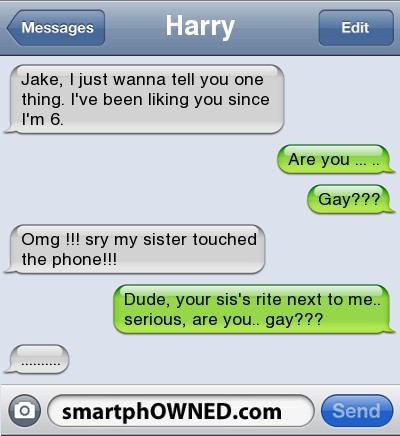 Messages
Harry
Edit
Jake, I just wanna tell you one
thing. I've been liking you since
I'm 6.
Are you ... ..
Gay???
Omg !!! sry my sister touched
the phone!!!
Dude, your sis's rite next to me..
serious, are you.. gay???
..........
smartphOWNED.com
Send